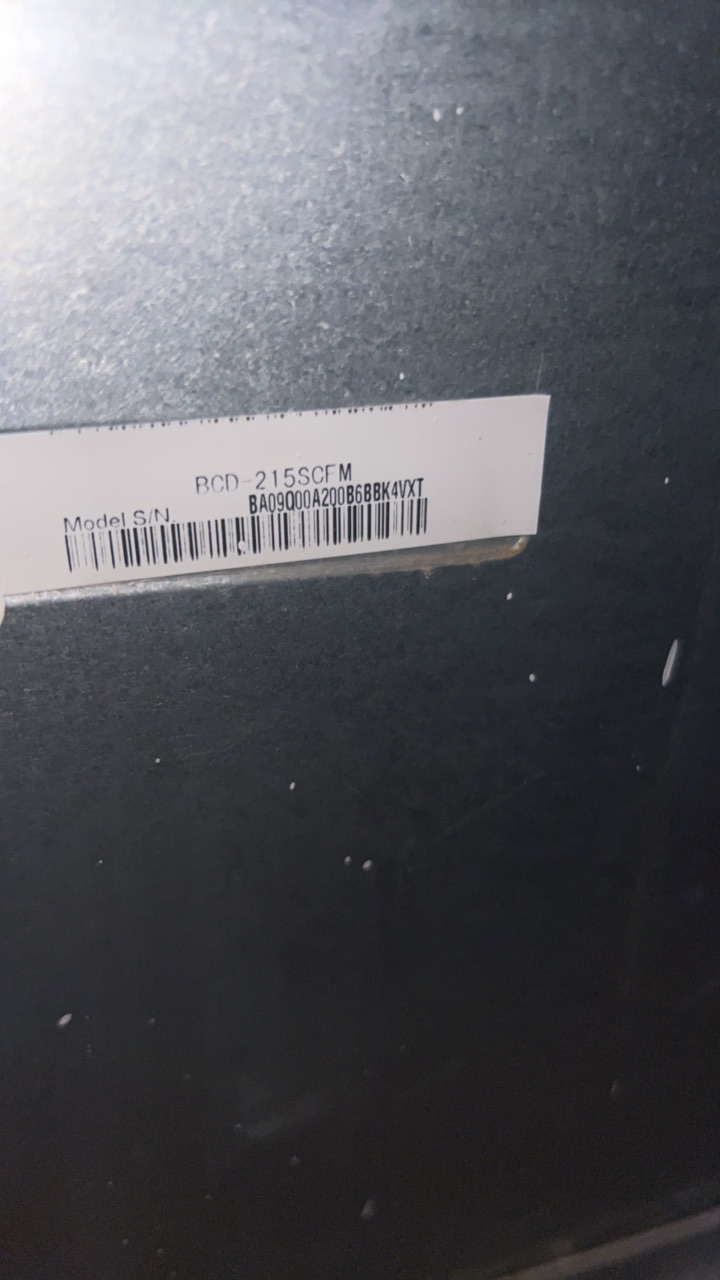 BCD-215SCFM
BA09Q00A200B6BBK4VXT
Model S/N.